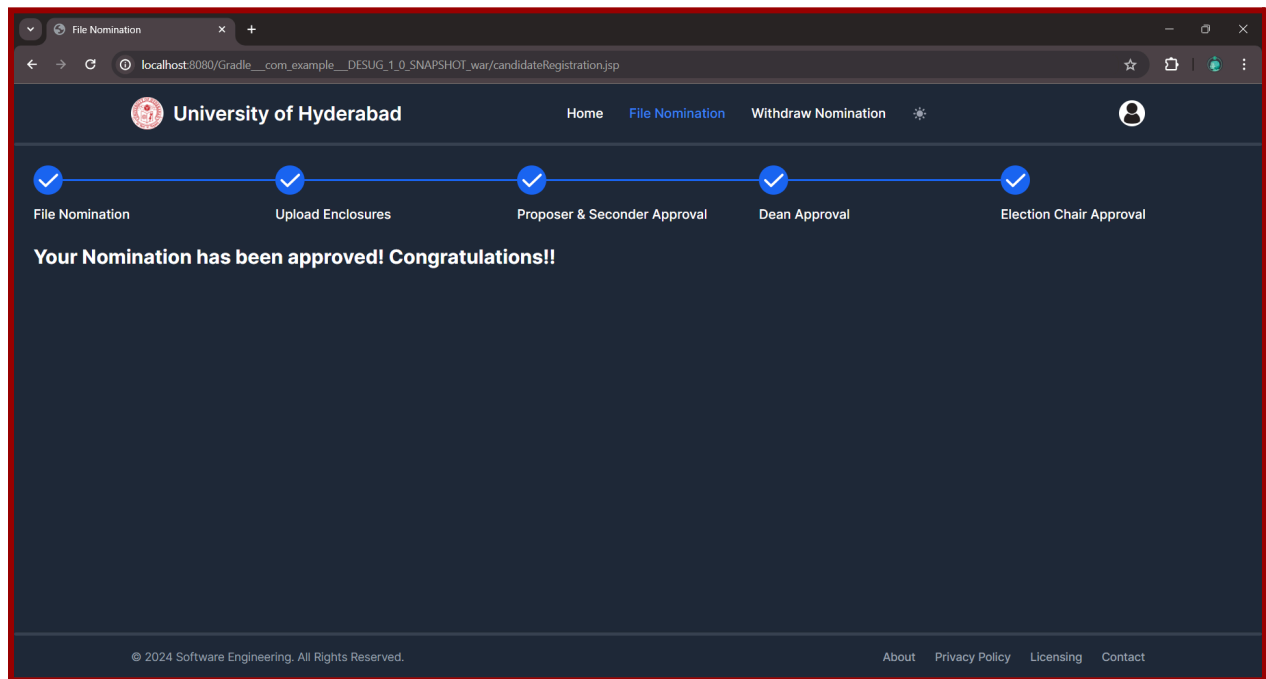 File Nomination
localhost:8080/Gradle___com_example___DESUG_1_0_SNAPSHOT_war/candidateRegistration.jsp
University of Hyderabad
Home File Nomination Withdraw Nomination
File Nomination Upload Enclosures Proposer & Seconder Approval Dean Approval Election Chair Approval
Your Nomination has been approved! Congratulations!!
© 2024 Software Engineering. All Rights Reserved.
About Privacy Policy Licensing Contact